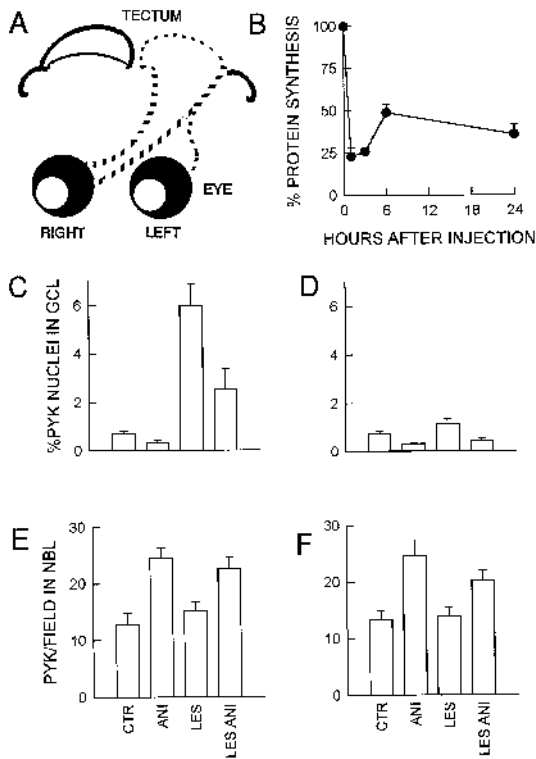 A
TECTUM
EYE
RIGHT
LEFT
B
% PROTEIN SYNTHESIS
100
75
50
25
0
0 6 12 18 24
HOURS AFTER INJECTION
C
%PYK NUCLEI IN GCL
6
4
2
0
D
6
4
2
0
E
PYK/FIELD IN NBL
30
20
10
CTR
ANI
LES
LES ANI
F
30
20
10
0
CTR
ANI
LES
LES ANI